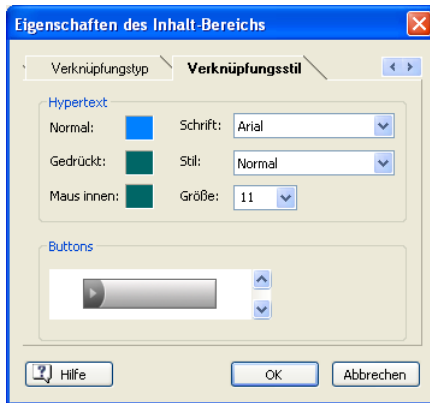 Eigenschaften des Inhalt-Bereichs
Verknüpfungstyp
Verknüpfungsstil
Hypertext
Normal:
Schrift:
Arial
Gedrückt:
Stil:
Normal
Maus innen:
Größe:
11
Buttons
Hilfe
OK
Abbrechen